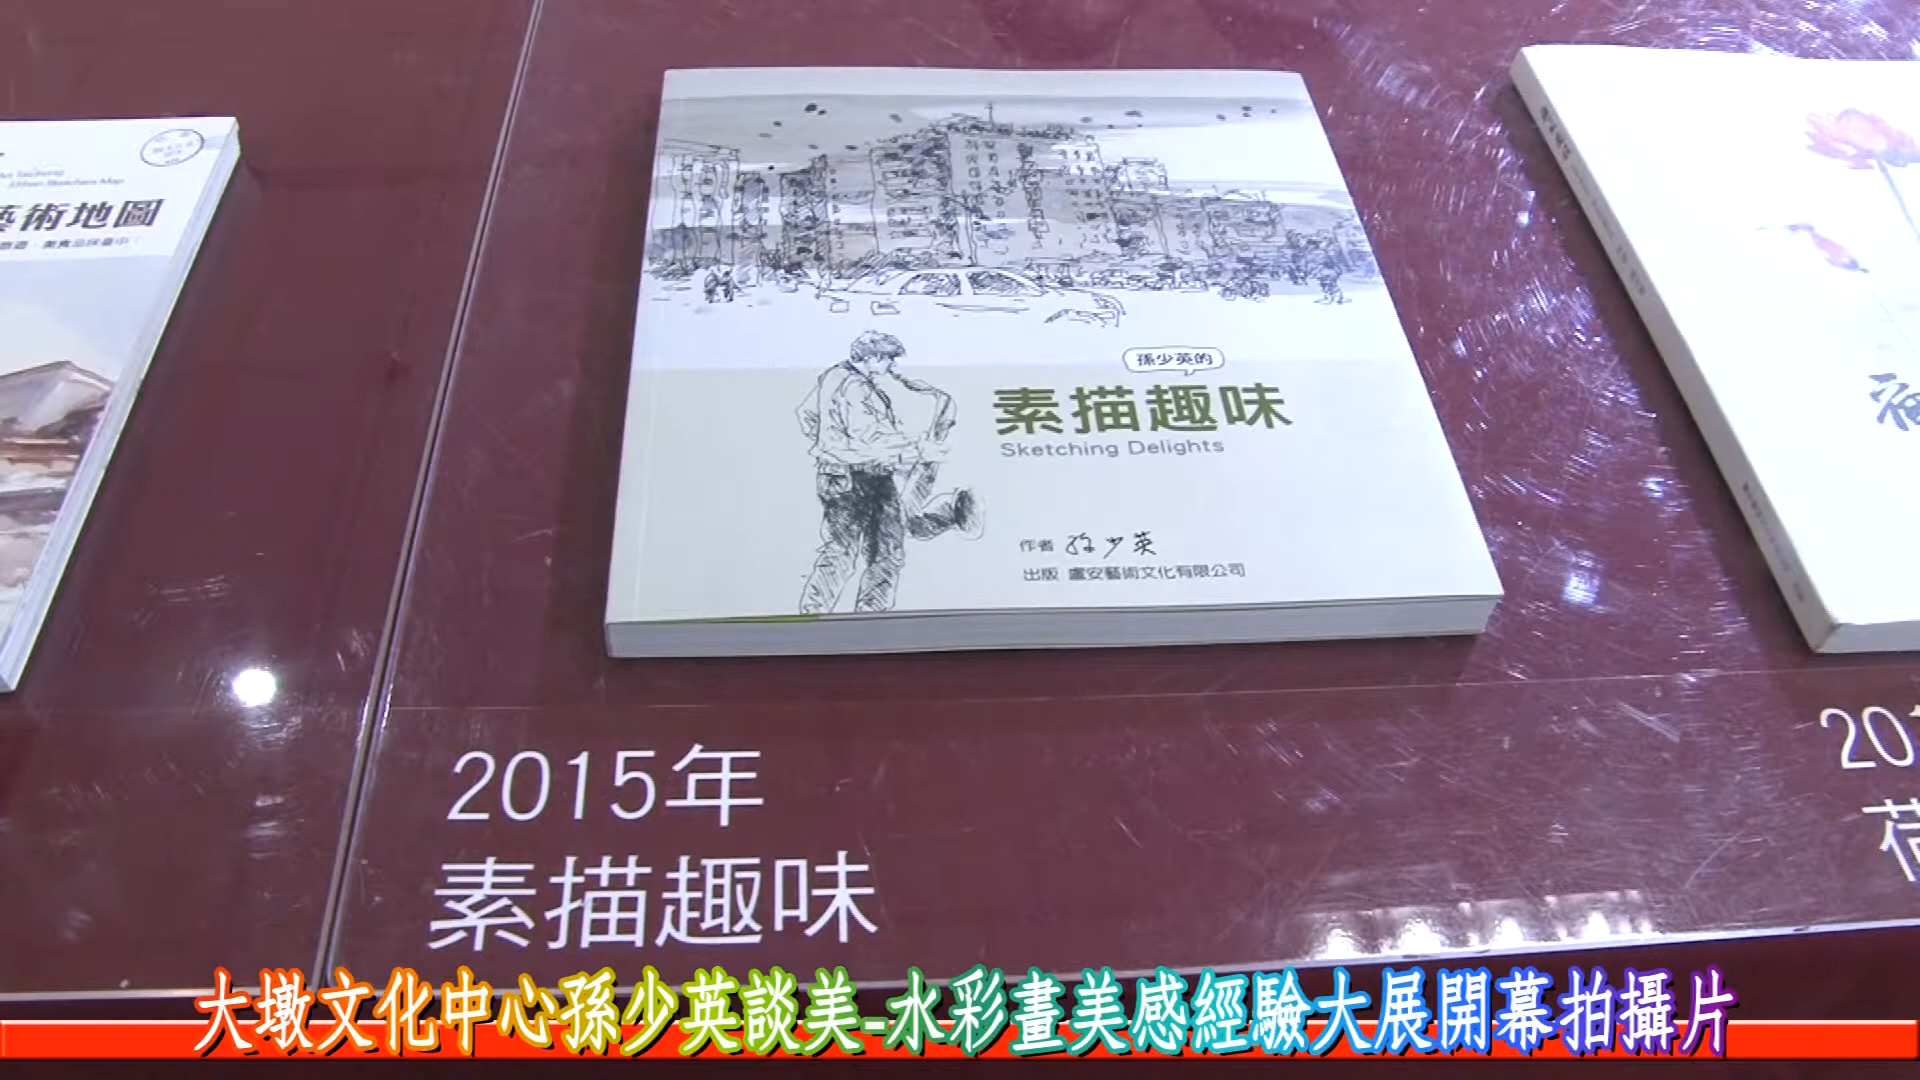 藝術地圖
孫少英的
素描趣味
Sketching Delights
作者 孫少英
出版 盧安藝術文化有限公司
2015年
素描趣味
201
荷
大墩文化中心孫少英談美-水彩畫美感經驗大展開幕拍攝片